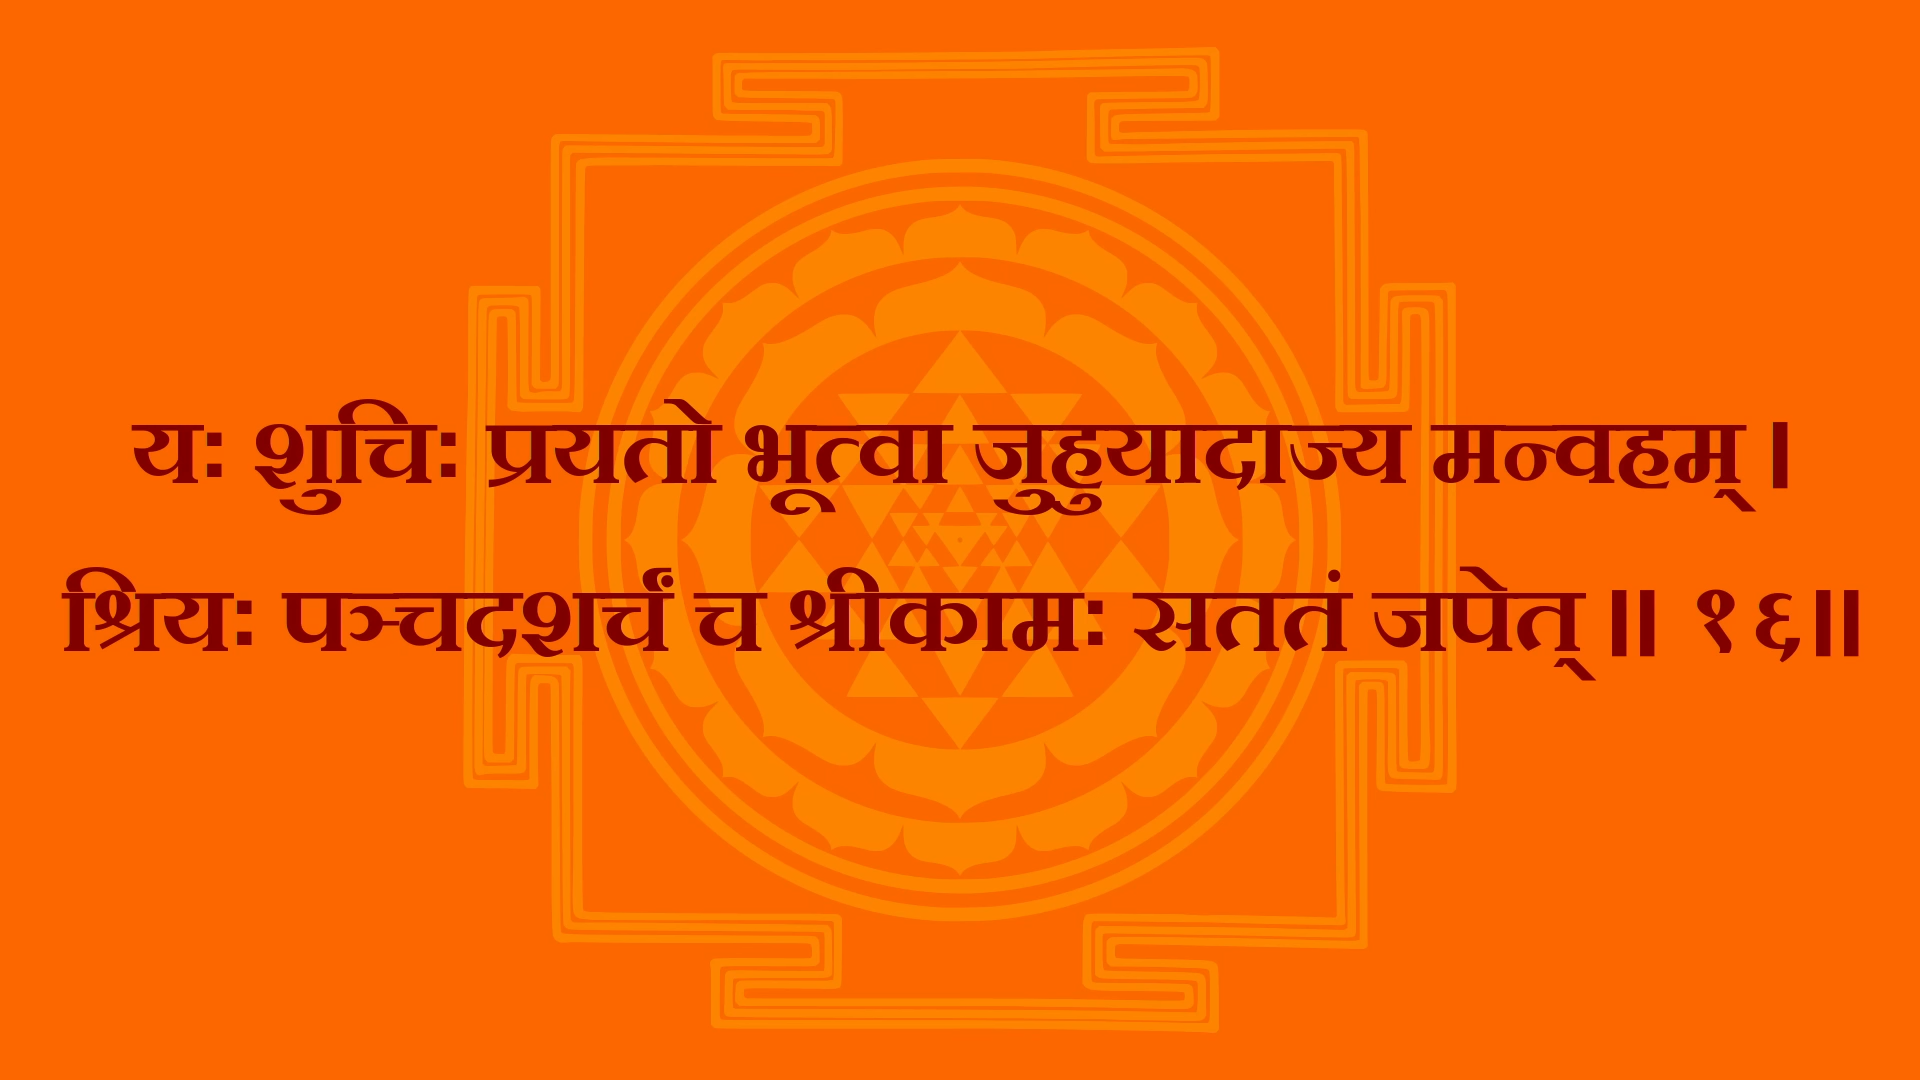 यः शुचिः प्रयतो भूत्वा जुहुयादाज्य मन्वहम् ।
श्रियः पञ्चदशर्चं च श्रीकामः सततं जपेत् ॥ १६॥